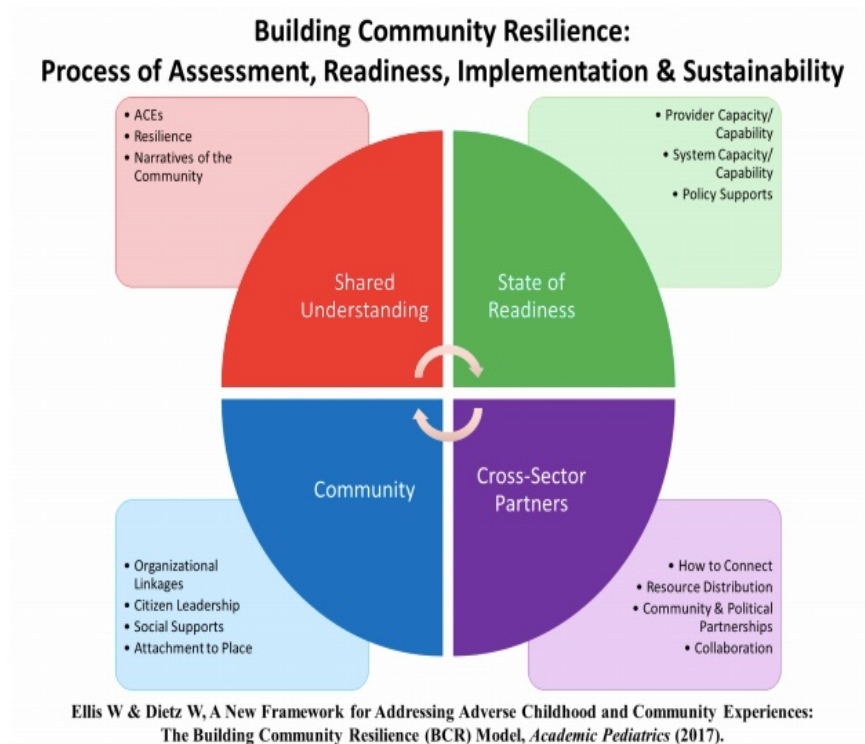 Building Community Resilience:
Process of Assessment, Readiness, Implementation & Sustainability
• ACEs
• Resilience
• Narratives of the
Community
• Provider Capacity/
Capability
• System Capacity/
Capability
• Policy Supports
Shared
Understanding
State of
Readiness
Community
Cross-Sector
Partners
• Organizational
Linkages
• Citizen Leadership
• Social Supports
• Attachment to Place
• How to Connect
• Resource Distribution
• Community & Political
Partnerships
• Collaboration
Ellis W & Dietz W, A New Framework for Addressing Adverse Childhood and Community Experiences:
The Building Community Resilience (BCR) Model, Academic Pediatrics (2017).